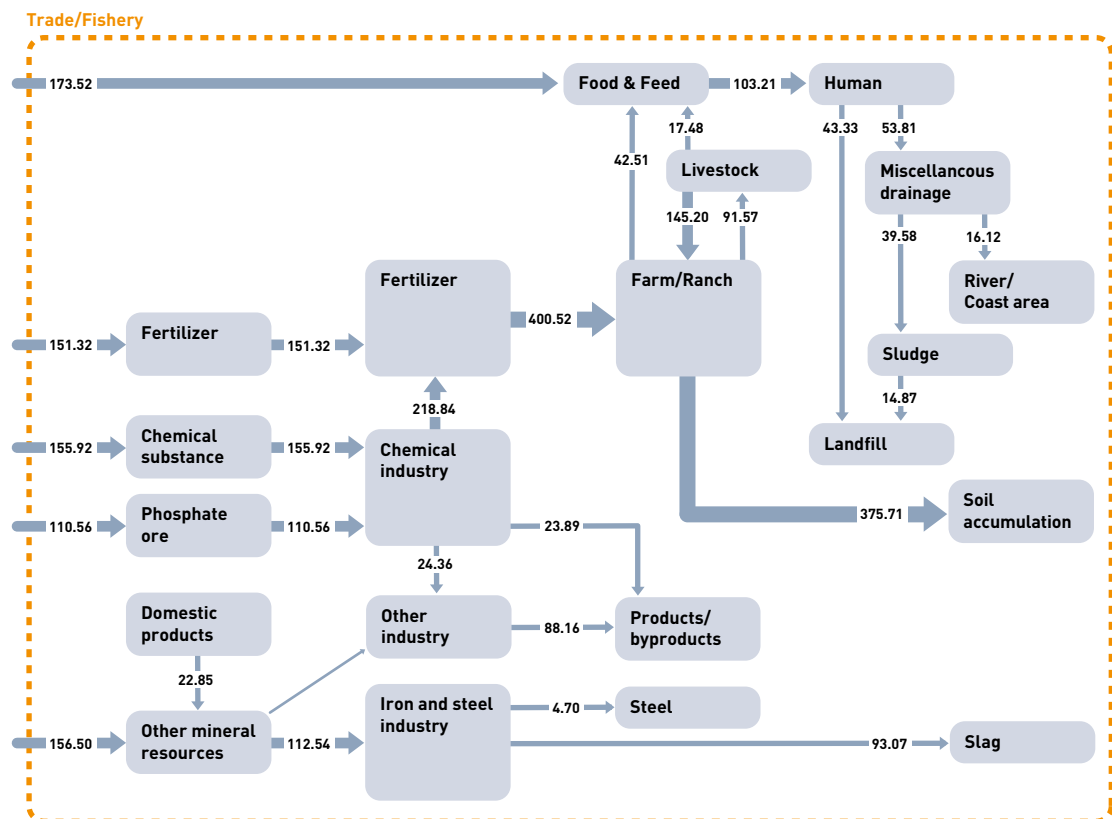 Trade/Fishery
173.52
Food & Feed
103.21
Human
17.48
43.33
53.81
42.51
Livestock
Miscellancous
drainage
145.20
91.57
39.58
16.12
Fertilizer
Farm/Ranch
River/
Coast area
400.52
151.32
Fertilizer
151.32
Sludge
218.84
14.87
155.92
Chemical
substance
155.92
Chemical
industry
Landfill
110.56
Phosphate
ore
110.56
23.89
375.71
Soil
accumulation
24.36
Domestic
products
Other
industry
88.16
Products/
byproducts
22.85
Iron and steel
industry
4.70
Steel
156.50
Other mineral
resources
112.54
93.07
Slag